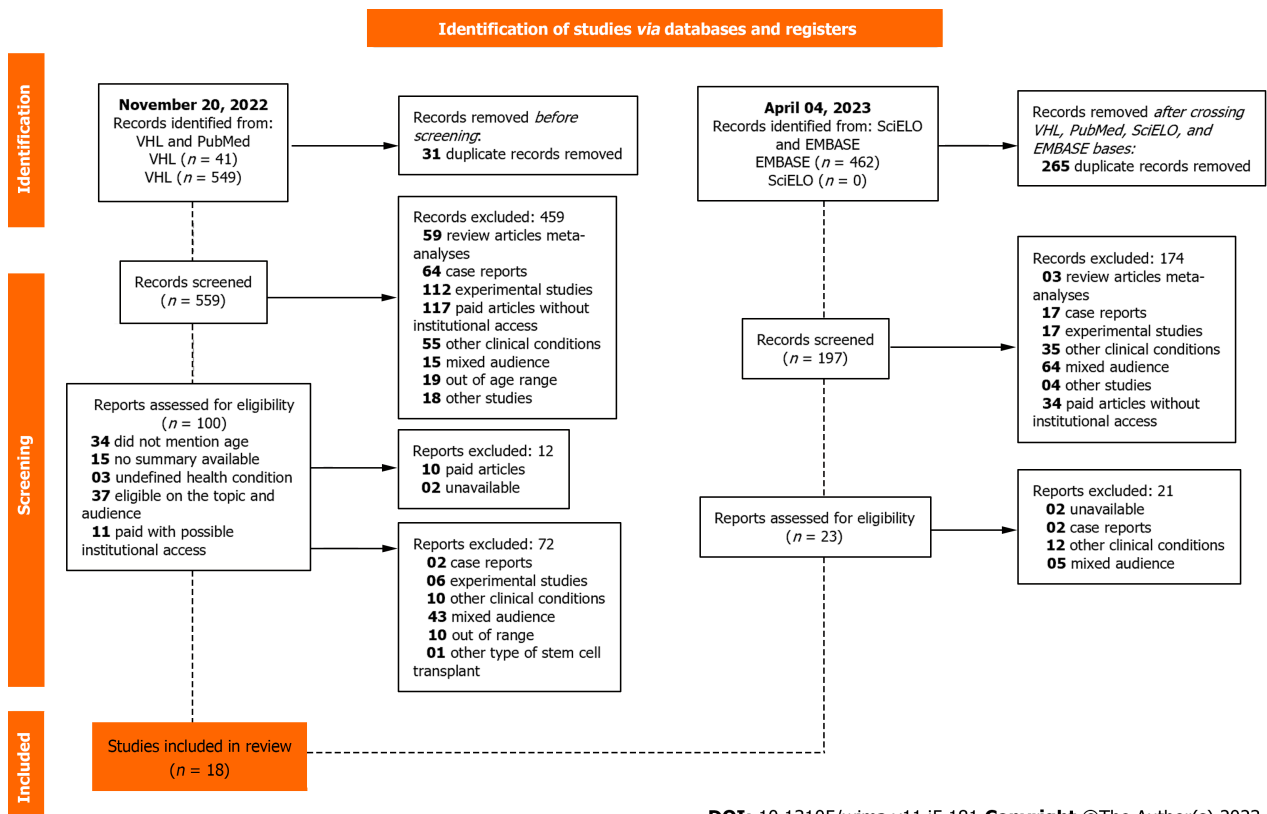 Identification of studies via databases and registers
Identification
November 20, 2022
Records identified from:
VHL and PubMed
VHL (n = 41)
VHL (n = 549)
Records removed before
screening:
31 duplicate records removed
April 04, 2023
Records identified from: SciELO
and EMBASE
EMBASE (n = 462)
SciELO (n = 0)
Records removed after crossing
VHL, PubMed, SciELO, and
EMBASE bases:
265 duplicate records removed
Screening
Records screened
(n = 559)
Records excluded: 459
59 review articles meta-
analyses
64 case reports
112 experimental studies
117 paid articles without
institutional access
55 other clinical conditions
15 mixed audience
19 out of age range
18 other studies
Records screened
(n = 197)
Records excluded: 174
03 review articles meta-
analyses
17 case reports
17 experimental studies
35 other clinical conditions
64 mixed audience
04 other studies
34 paid articles without
institutional access
Reports assessed for eligibility
(n = 100)
34 did not mention age
15 no summary available
03 undefined health condition
37 eligible on the topic and
audience
11 paid with possible
institutional access
Reports excluded: 12
10 paid articles
02 unavailable
Reports excluded: 72
02 case reports
06 experimental studies
10 other clinical conditions
43 mixed audience
10 out of range
01 other type of stem cell
transplant
Reports assessed for eligibility
(n = 23)
Reports excluded: 21
02 unavailable
02 case reports
12 other clinical conditions
05 mixed audience
Included
Studies included in review
(n = 18)